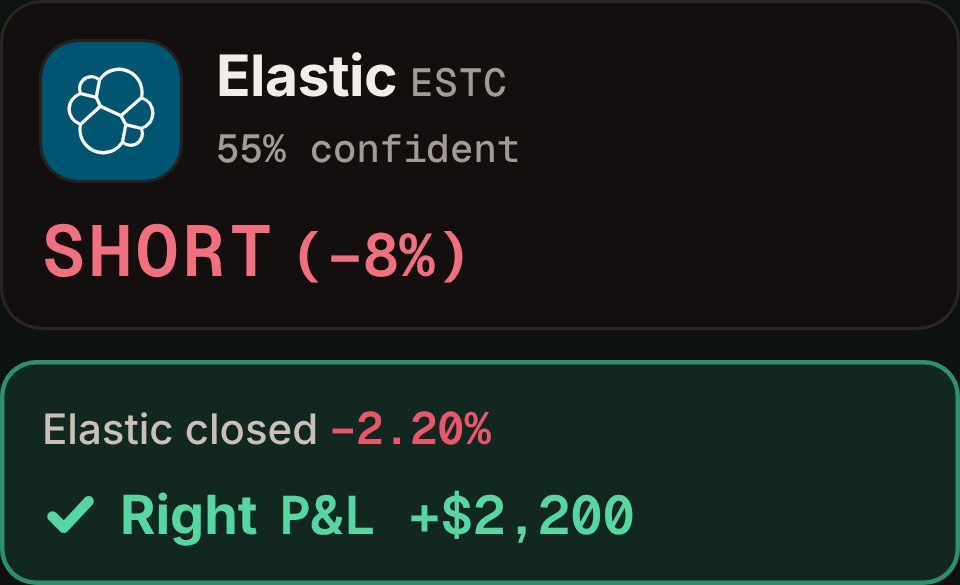 Elastic ESTC
55% confident
SHORT (-8%)
Elastic closed -2.20%
✔ Right P&L +$2,200